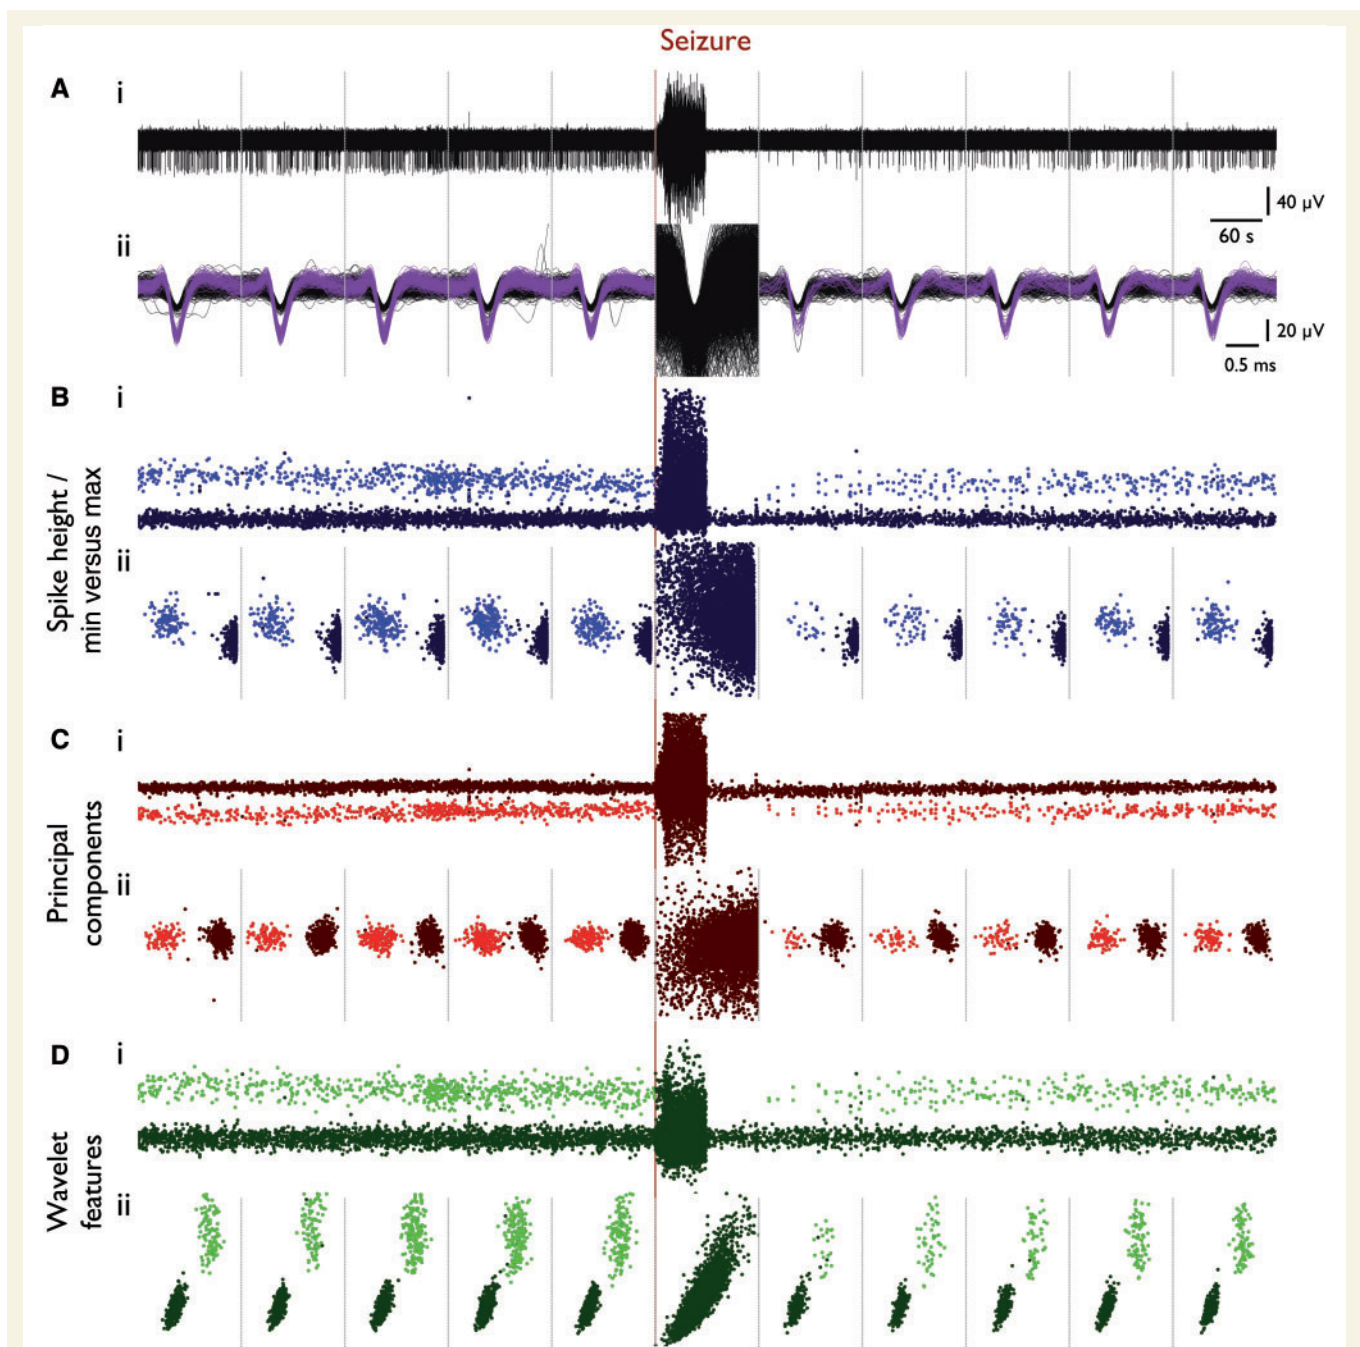 Seizure
A i
40 µV
60 s
ii
20 µV
0.5 ms
B i
Spike height /
min versus max
ii
C i
Principal
components
ii
D i
Wavelet
features
ii